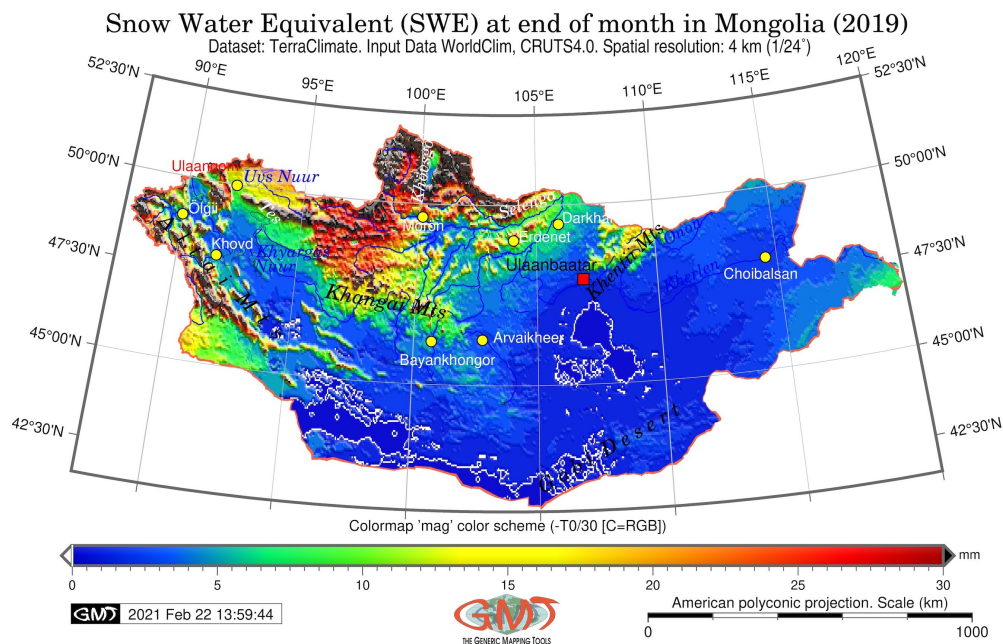 Snow Water Equivalent (SWE) at end of month in Mongolia (2019)
Dataset: TerraClimate. Input Data WorldClim, CRUTS4.0. Spatial resolution: 4 km (1/24°)
90°E
95°E
100°E
105°E
110°E
115°E
120°E
52°30'N
52°30'N
50°00'N
50°00'N
47°30'N
47°30'N
45°00'N
45°00'N
42°30'N
42°30'N
Uvs Nuur
Olgii
Khovd
Khyargas
Nuur
Altai Mts
Moron
Selenga
Erdenet
Ulaanbaatar
Khentii Mts
Onon
Kherlen
Choibalsan
Khangai Mts
Arvaikheer
Bayankhongor
Goby Desert
Colormap 'mag' color scheme (-T0/30 [C=RGB])
mm
0 5 10 15 20 25 30
GMT 2021 Feb 22 13:59:44
GMT
THE GENERIC MAPPING TOOLS
American polyconic projection. Scale (km)
0 1000